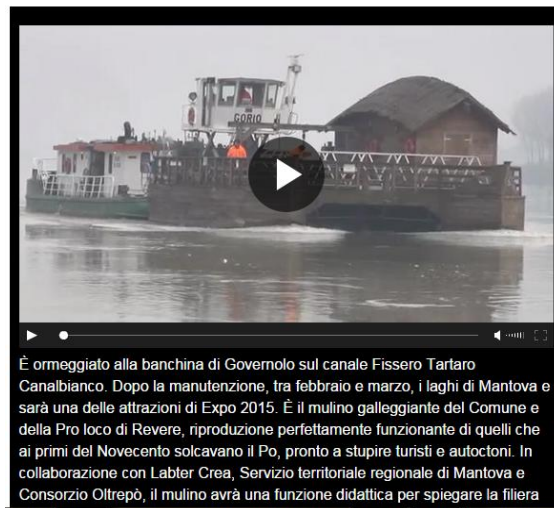 GORIO
È ormeggiato alla banchina di Governolo sul canale Fissero Tartaro
Canalbianco. Dopo la manutenzione, tra febbraio e marzo, i laghi di Mantova e
sarà una delle attrazioni di Expo 2015. È il mulino galleggiante del Comune e
della Pro loco di Revere, riproduzione perfettamente funzionante di quelli che
ai primi del Novecento solcavano il Po, pronto a stupire turisti e autoctoni. In
collaborazione con Labter Crea, Servizio territoriale regionale di Mantova e
Consorzio Oltrepò, il mulino avrà una funzione didattica per spiegare la filiera